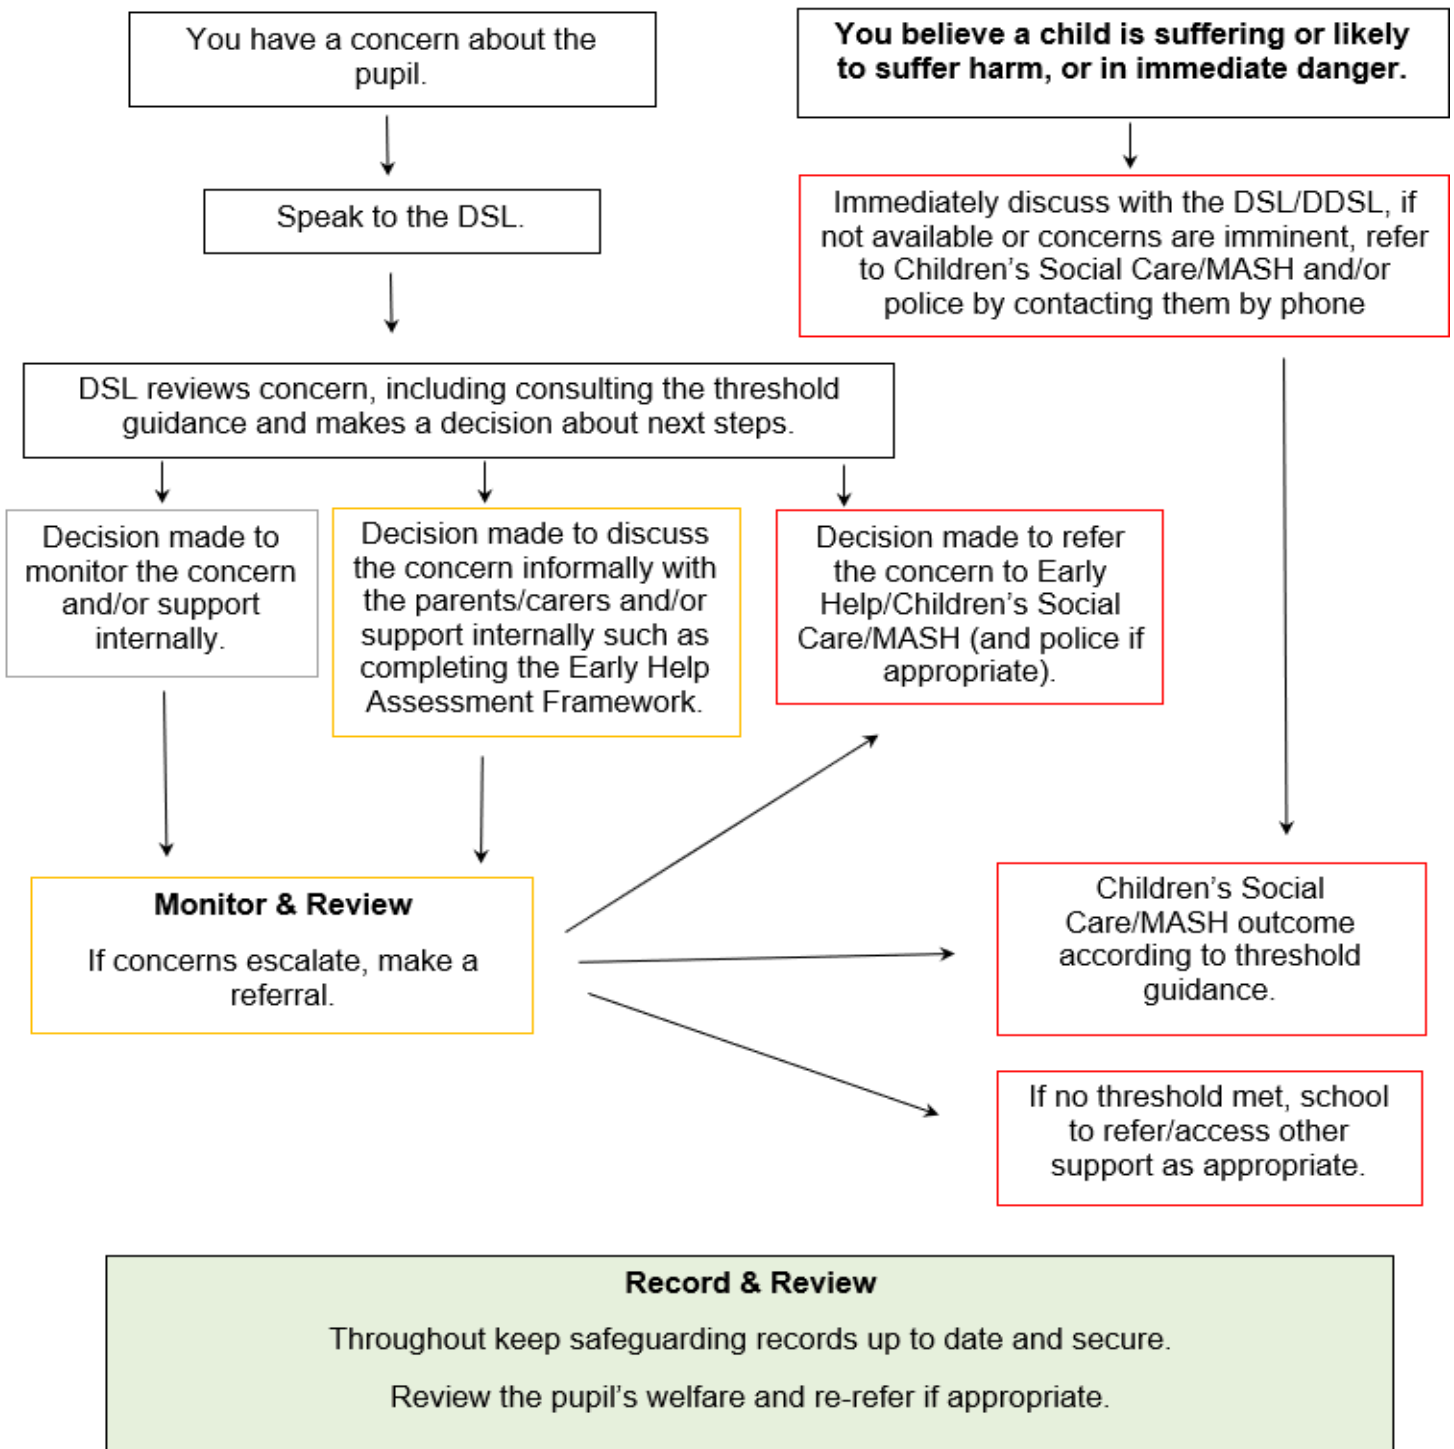 You have a concern about the
pupil.
You believe a child is suffering or likely
to suffer harm, or in immediate danger.
Speak to the DSL.
Immediately discuss with the DSL/DDSL, if
not available or concerns are imminent, refer
to Children’s Social Care/MASH and/or
police by contacting them by phone
DSL reviews concern, including consulting the threshold
guidance and makes a decision about next steps.
Decision made to
monitor the concern
and/or support
internally.
Decision made to discuss
the concern informally with
the parents/carers and/or
support internally such as
completing the Early Help
Assessment Framework.
Decision made to refer
the concern to Early
Help/Children’s Social
Care/MASH (and police if
appropriate).
Monitor & Review
If concerns escalate, make a
referral.
Children’s Social
Care/MASH outcome
according to threshold
guidance.
If no threshold met, school
to refer/access other
support as appropriate.
Record & Review
Throughout keep safeguarding records up to date and secure.
Review the pupil’s welfare and re-refer if appropriate.